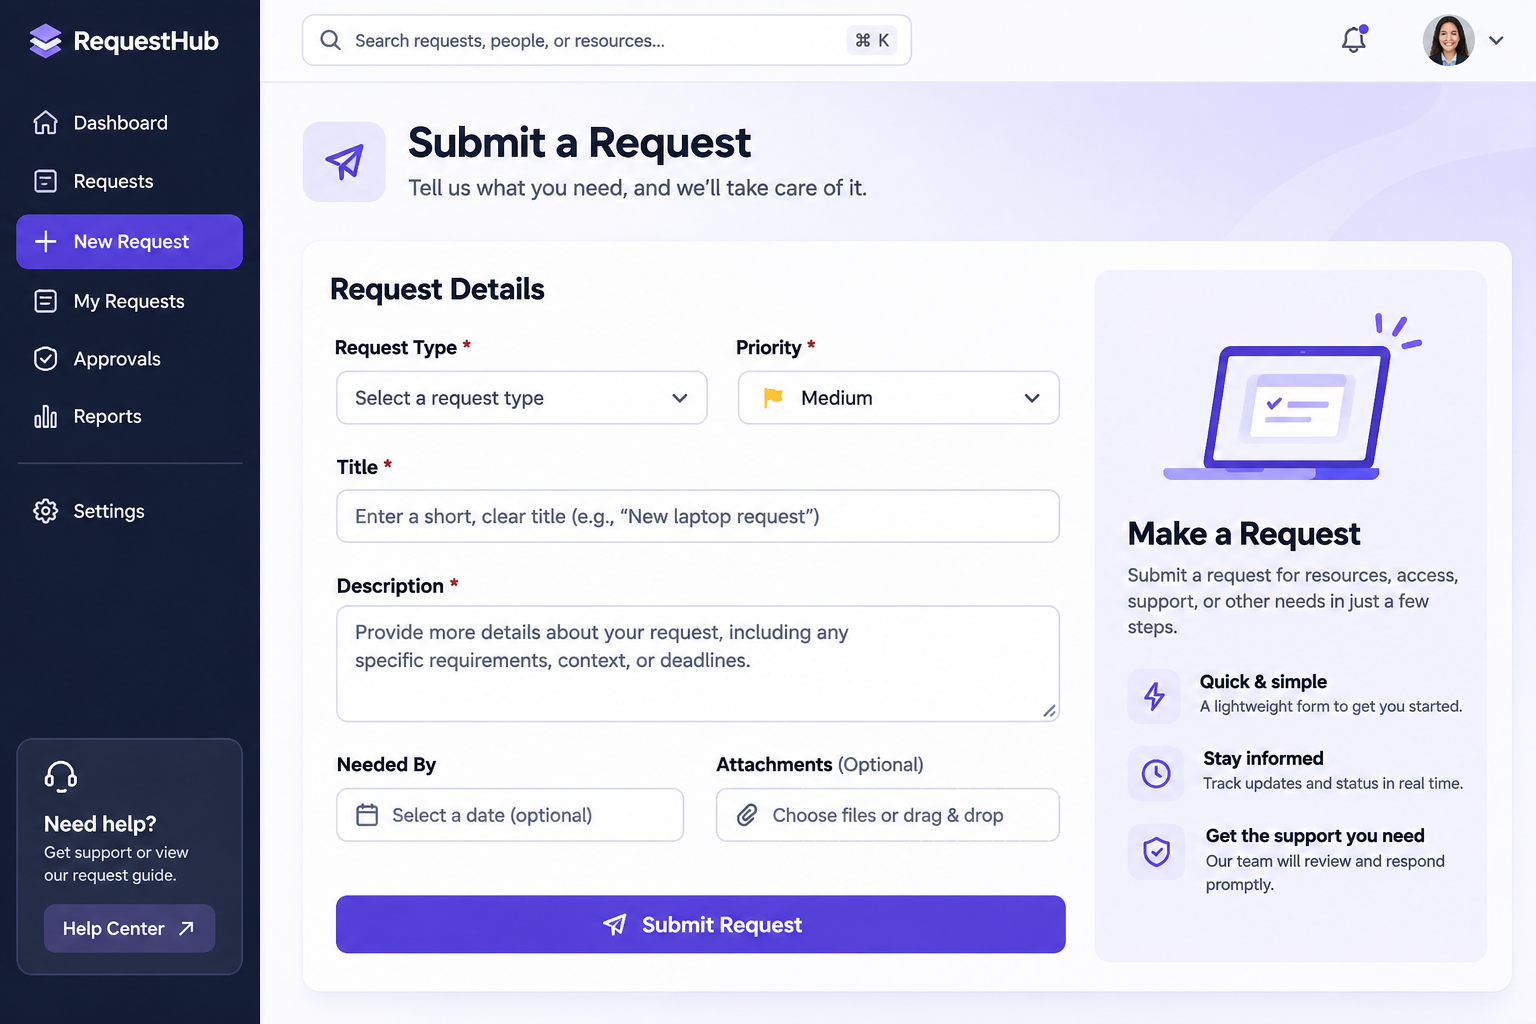 RequestHub
Dashboard
Requests
New Request
My Requests
Approvals
Reports
Settings
Need help?
Get support or view
our request guide.
Help Center
Search requests, people, or resources...
⌘ K
Submit a Request
Tell us what you need, and we’ll take care of it.
Request Details
Request Type *
Select a request type
Priority *
Medium
Title *
Enter a short, clear title (e.g., “New laptop request”)
Description *
Provide more details about your request, including any
specific requirements, context, or deadlines.
Needed By
Select a date (optional)
Attachments (Optional)
Choose files or drag & drop
Submit Request
Make a Request
Submit a request for resources, access,
support, or other needs in just a few
steps.
Quick & simple
A lightweight form to get you started.
Stay informed
Track updates and status in real time.
Get the support you need
Our team will review and respond
promptly.